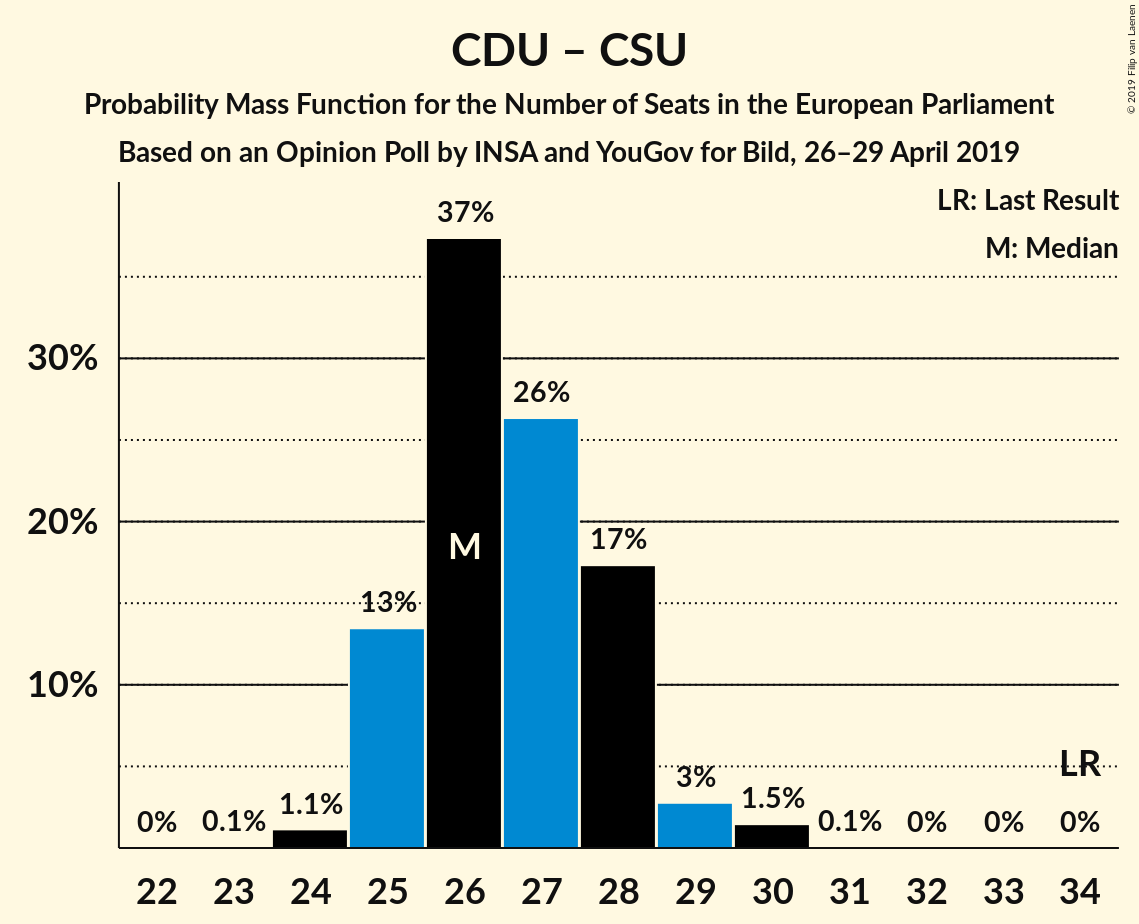 CDU – CSU
Probability Mass Function for the Number of Seats in the European Parliament
Based on an Opinion Poll by INSA and YouGov for Bild, 26–29 April 2019
© 2019 Filip van Laenen
LR: Last Result
M: Median
37%
30%
26%
20%
17%
M
13%
10%
LR
3%
1.5%
1.1%
0%
0.1%
0.1%
0%
0%
0%
22 23 24 25 26 27 28 29 30 31 32 33 34